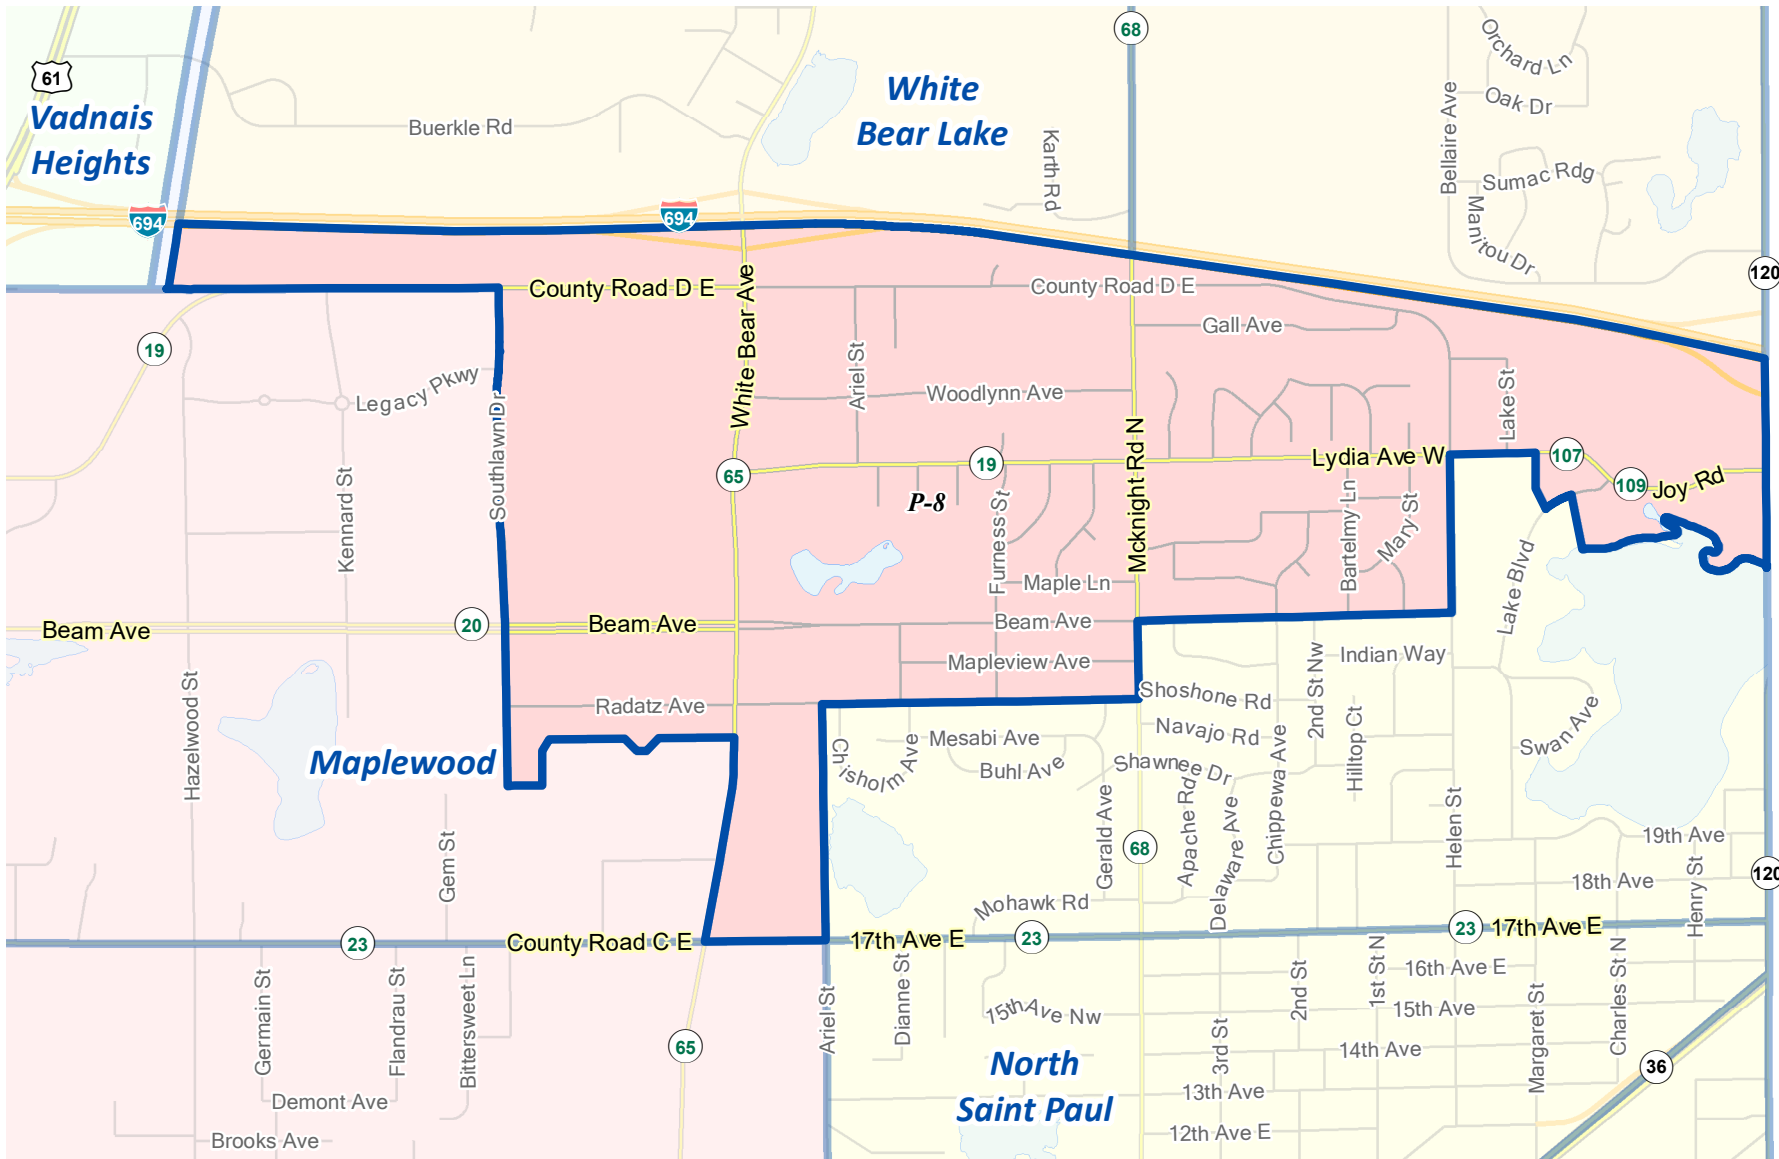 68
Orchard Ln
61
White
Bear Lake
Oak Dr
Vadnais
Heights
Buerkle Rd
Bellaire Ave
Karth Rd
Sumac Rdg
Manitou Dr
694
694
120
County Road D E
White Bear Ave
County Road D E
Gall Ave
19
Ariel St
Legacy Pkwy
Woodlynn Ave
Lake St
Southlawn Dr
Mcknight Rd N
Lydia Ave W
107
65
19
109
Joy Rd
Kennard St
P-8
Furness St
Bartelmy Ln
Mary St
Maple Ln
Lake Blvd
Beam Ave
20
Beam Ave
Beam Ave
Mapleview Ave
2nd St Nw
Indian Way
Hazelwood St
Radatz Ave
Shoshone Rd
Swan Ave
Maplewood
Chisholm Ave
Mesabi Ave
Buhl Ave
Navajo Rd
Shawnee Dr
Chippewa Ave
Hilltop Ct
Gem St
Gerald Ave
Apache Rd
Delaware Ave
Helen St
19th Ave
68
18th Ave
Henry St
120
Mohawk Rd
23
County Road C E
17th Ave E
23
23
17th Ave E
Germain St
Flandrau St
Bittersweet Ln
Ariel St
Dianne St
15th Ave Nw
2nd St
1st St N
16th Ave E
15th Ave
Margaret St
Charles St N
65
3rd St
14th Ave
36
North
Saint Paul
13th Ave
Demont Ave
12th Ave E
Brooks Ave